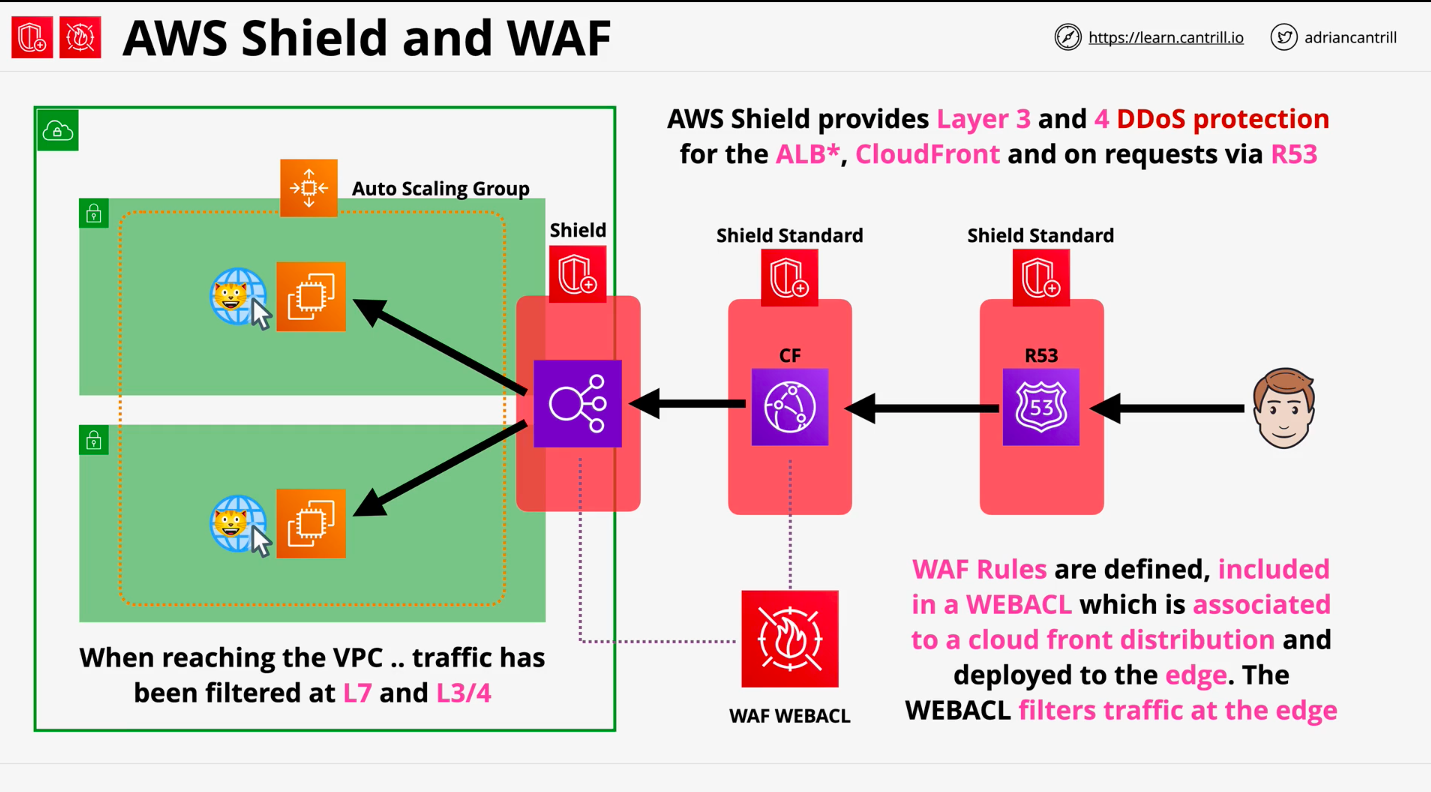 AWS Shield and WAF
https://learn.cantrill.io
adriancantrill
AWS Shield provides Layer 3 and 4 DDoS protection
for the ALB*, CloudFront and on requests via R53
Auto Scaling Group
Shield
Shield Standard
Shield Standard
CF
R53
53
WAF Rules are defined, included
in a WEBACL which is associated
to a cloud front distribution and
deployed to the edge. The
WEBACL filters traffic at the edge
When reaching the VPC .. traffic has
been filtered at L7 and L3/4
WAF WEBACL